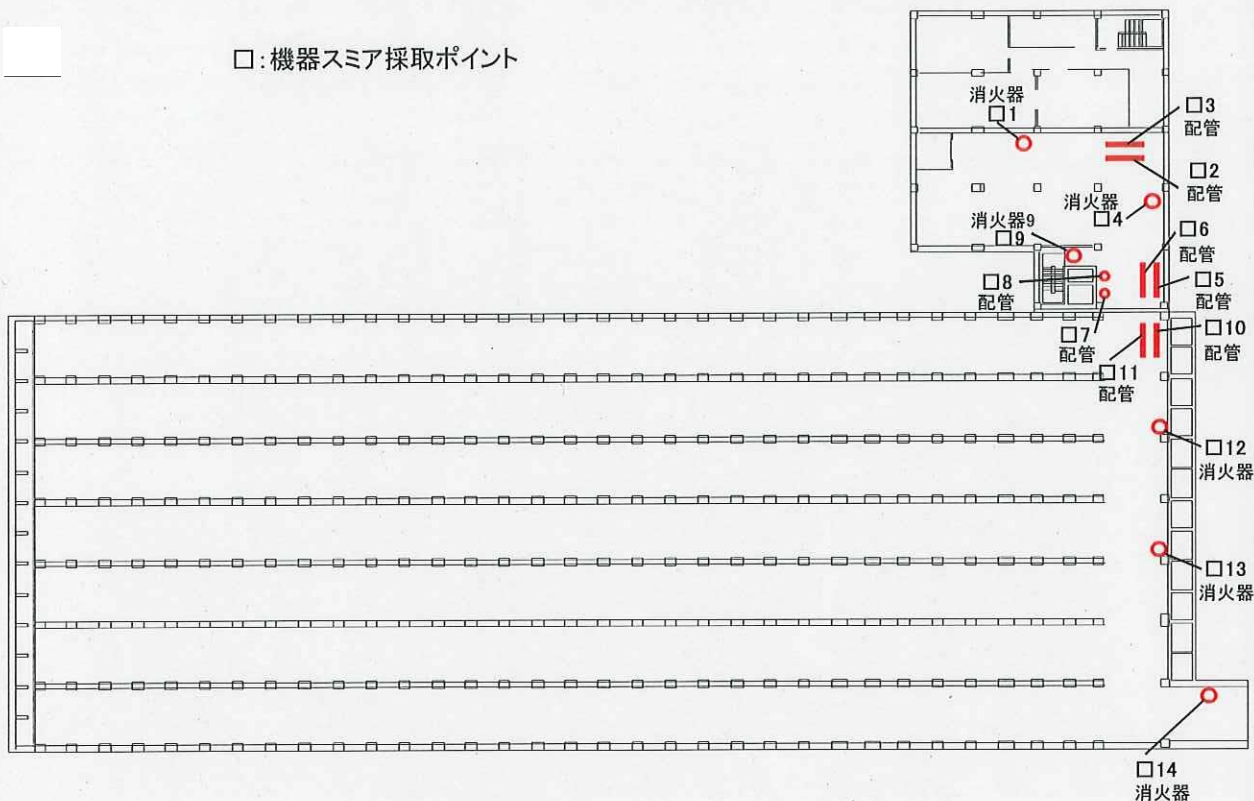 □:機器スミア採取ポイント
消火器
□1
□3
配管
□2
配管
消火器
□4
消火器9
□9
□6
配管
□8
配管
□5
配管
□7
配管
□10
配管
□11
配管
□12
消火器
□13
消火器
□14
消火器